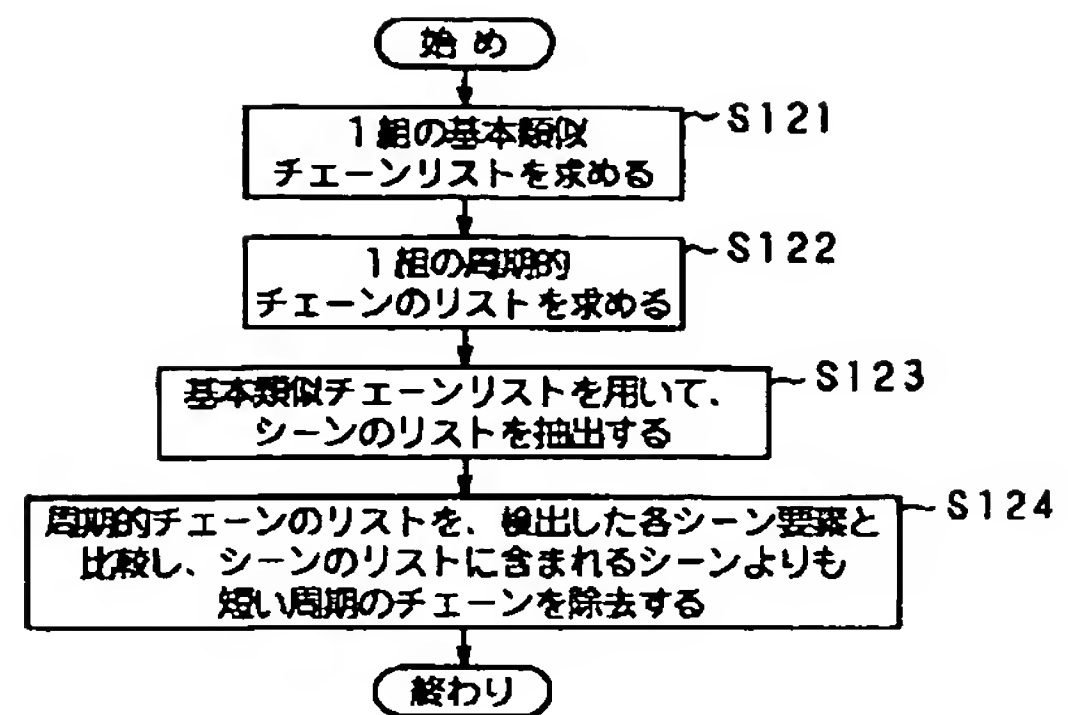 始め
1組の基本類似
チェーンリストを求める
S121
1組の周期的
チェーンのリストを求める
S122
基本類似チェーンリストを用いて、
シーンのリストを抽出する
S123
周期的チェーンのリストを、検出した各シーン要素と
比較し、シーンのリストに含まれるシーンよりも
短い周期のチェーンを除去する
S124
終わり